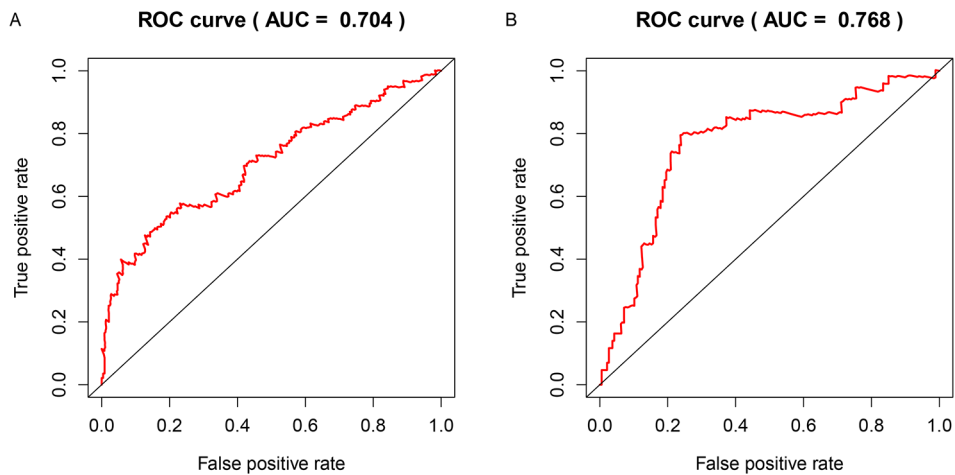 A
ROC curve ( AUC = 0.704 )
True positive rate
1.0
0.8
0.6
0.4
0.2
0.0
0.0 0.2 0.4 0.6 0.8 1.0
False positive rate
B
ROC curve ( AUC = 0.768 )
True positive rate
1.0
0.8
0.6
0.4
0.2
0.0
0.0 0.2 0.4 0.6 0.8 1.0
False positive rate